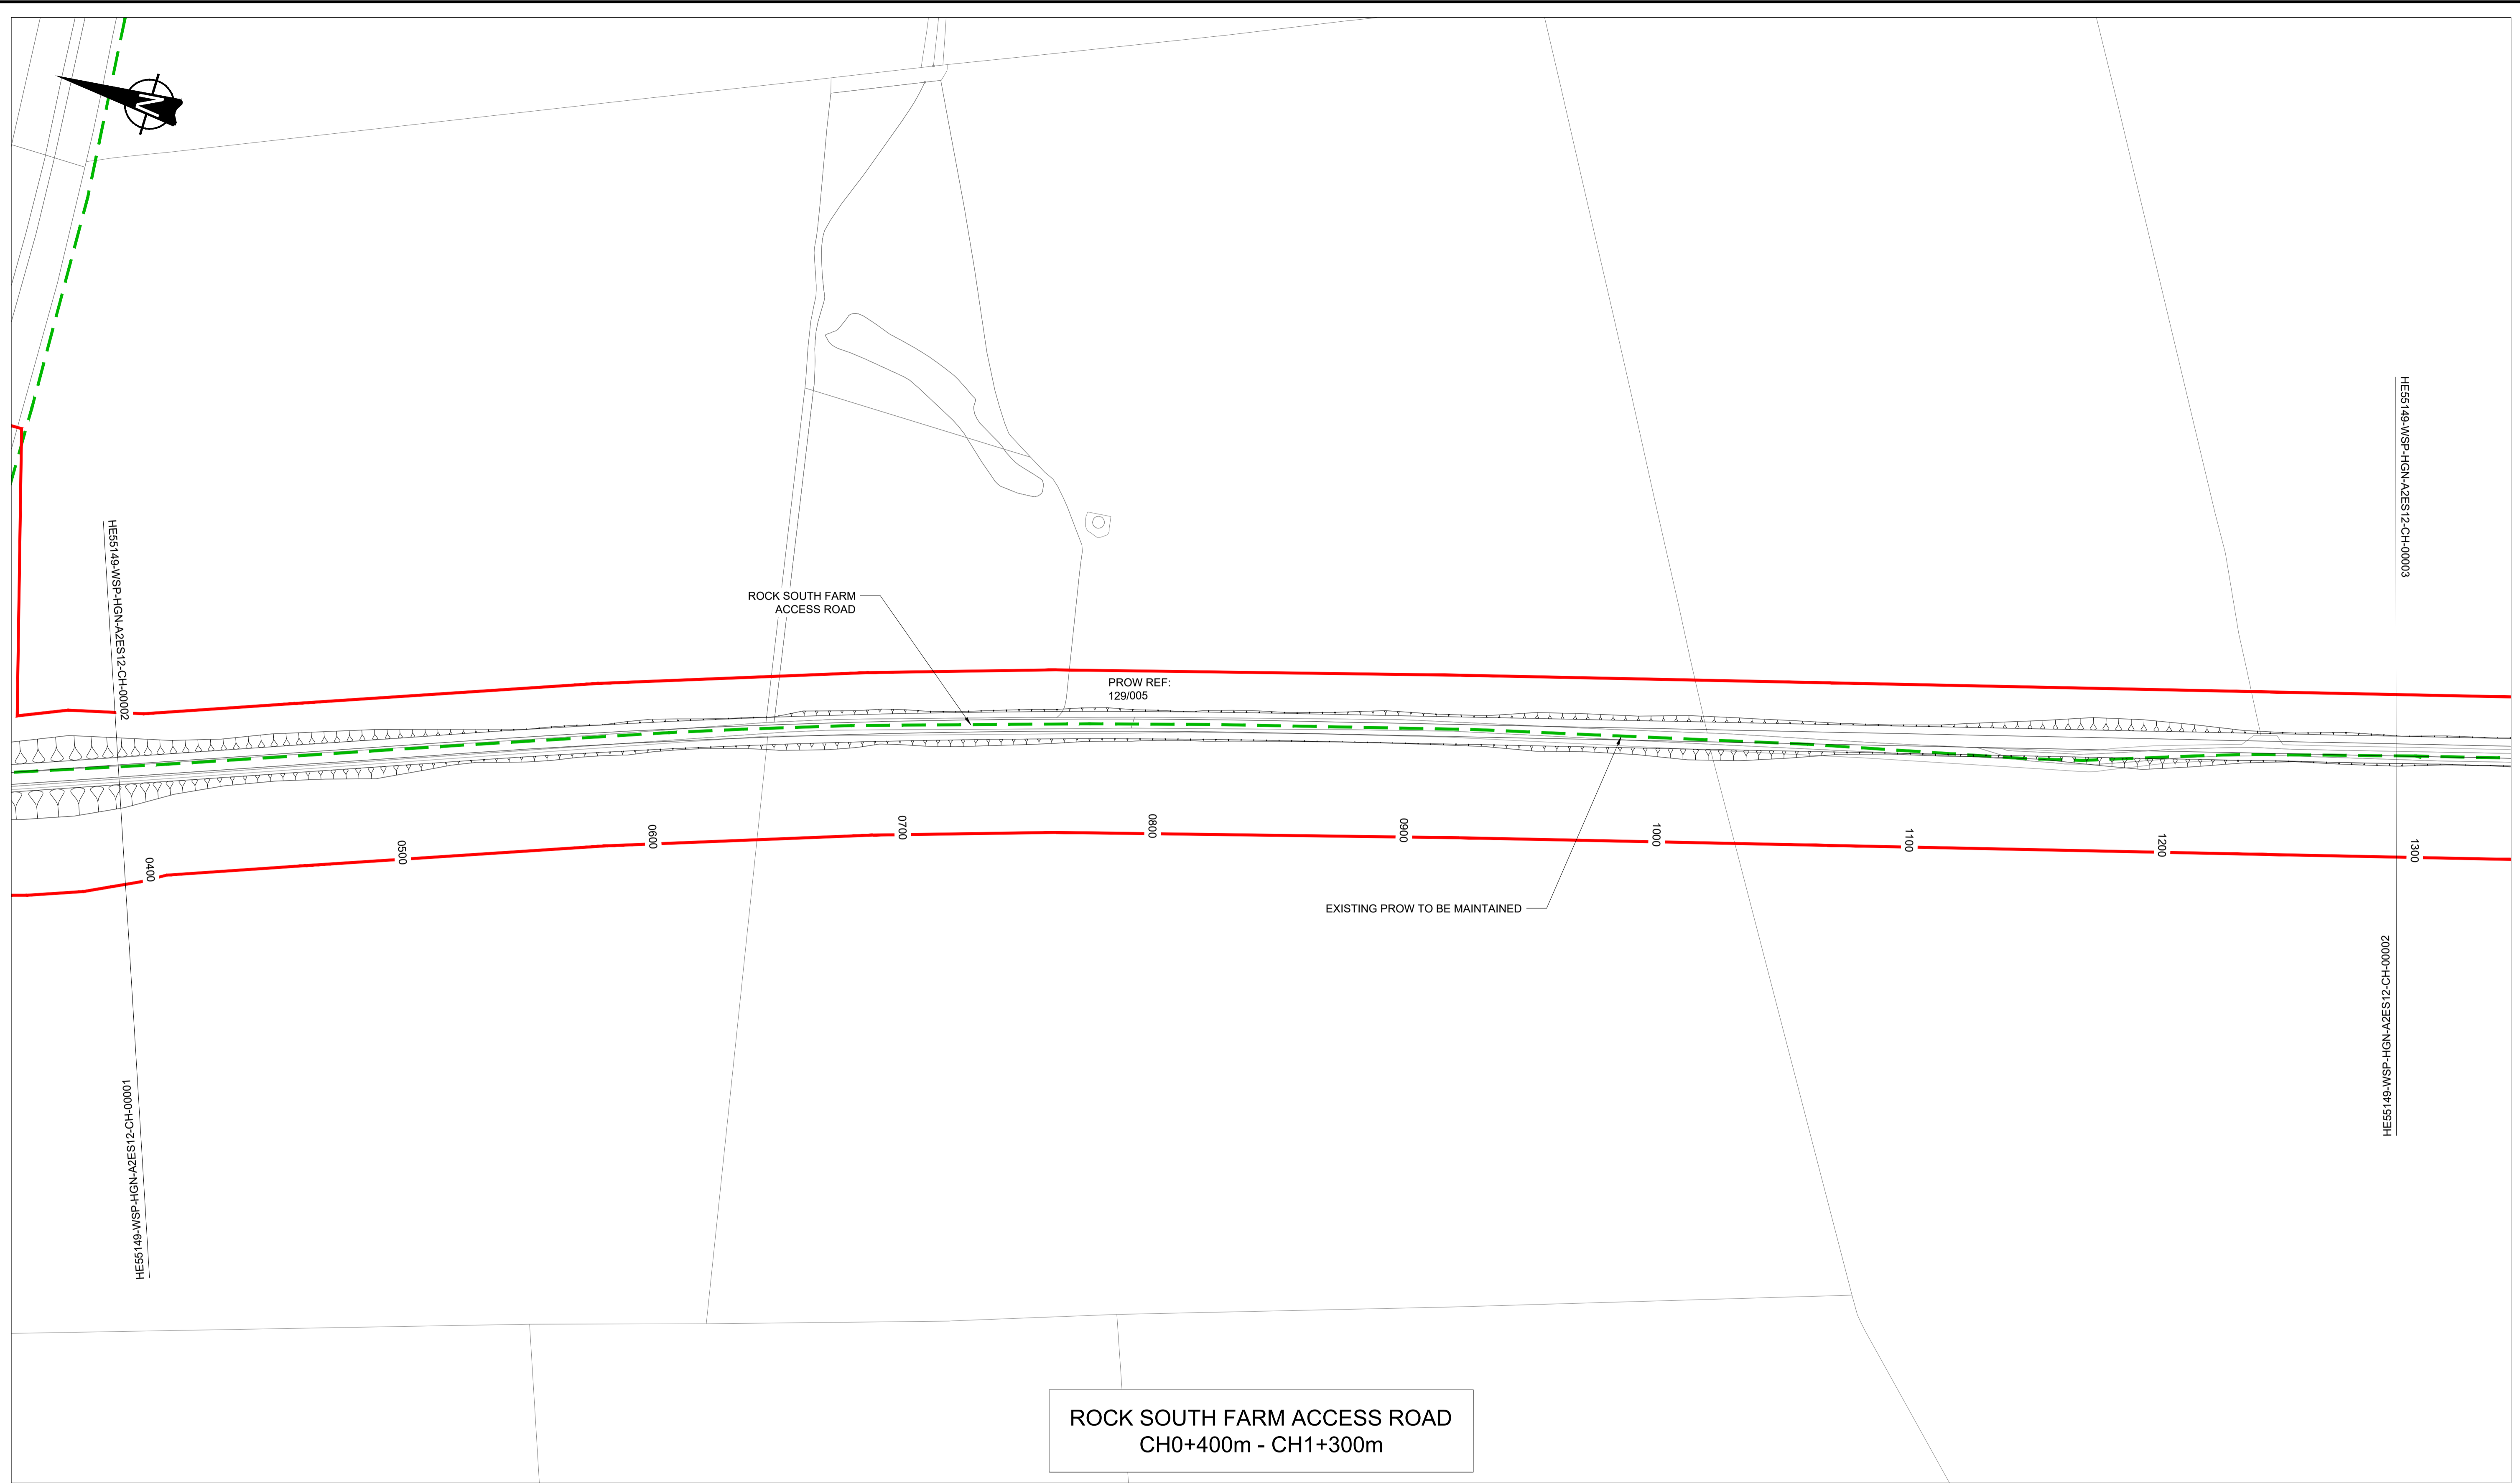 N
HE55149-WSP-HGN-A2ES12-CH-00003
HE55149-WSP-HGN-A2ES12-CH-00002
ROCK SOUTH FARM
ACCESS ROAD
PROW REF:
129/005
0400
0500
0600
0700
0800
0900
1000
1100
1200
1300
EXISTING PROW TO BE MAINTAINED
HE55149-WSP-HGN-A2ES12-CH-00001
HE55149-WSP-HGN-A2ES12-CH-00002
ROCK SOUTH FARM ACCESS ROAD
CH0+400m - CH1+300m